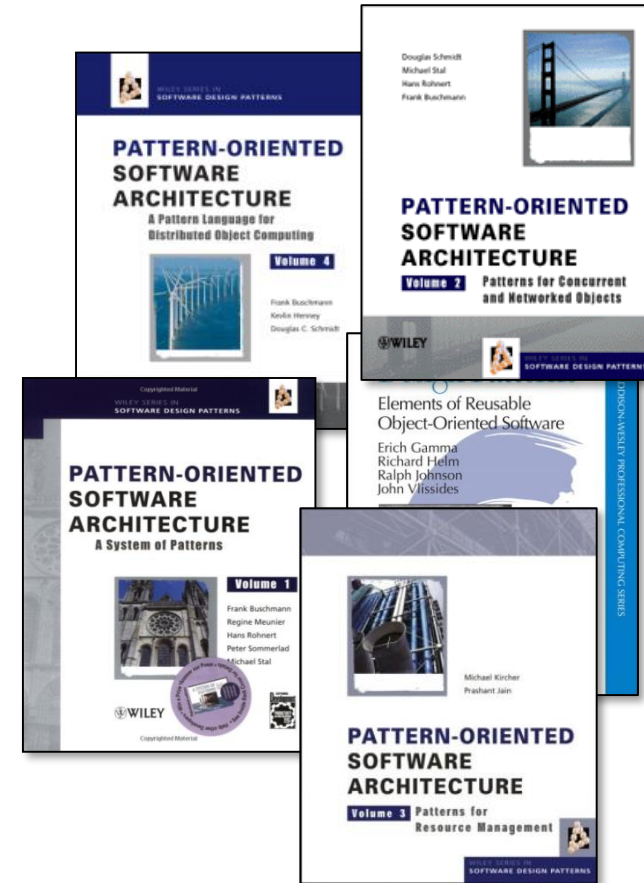 WILEY SERIES IN
SOFTWARE DESIGN PATTERNS
PATTERN-ORIENTED
SOFTWARE
ARCHITECTURE
A Pattern Language for
Distributed Object Computing
Volume 4
Frank Buschmann
Kevlin Henney
Douglas C. Schmidt
Douglas Schmidt
Michael Stal
Hans Rohnert
Frank Buschmann
PATTERN-ORIENTED
SOFTWARE
ARCHITECTURE
Volume 2 Patterns for Concurrent
and Networked Objects
WILEY
WILEY SERIES IN
SOFTWARE DESIGN PATTERNS
Elements of Reusable
Object-Oriented Software
Erich Gamma
Richard Helm
Ralph Johnson
John Vlissides
DDISON-WESLEY PROFESSIONAL COMPUTING SERIES
Copyrighted Material
WILEY SERIES IN
SOFTWARE DESIGN PATTERNS
PATTERN-ORIENTED
SOFTWARE
ARCHITECTURE
A System of Patterns
Volume 1
Frank Buschmann
Regine Meunier
Hans Rohnert
Peter Sommerlad
Michael Stal
WILEY
Copyrighted Material
Michael Kircher
Prashant Jain
PATTERN-ORIENTED
SOFTWARE
ARCHITECTURE
Volume 3 Patterns for
Resource Management
WILEY SERIES IN
SOFTWARE DESIGN PATTERNS